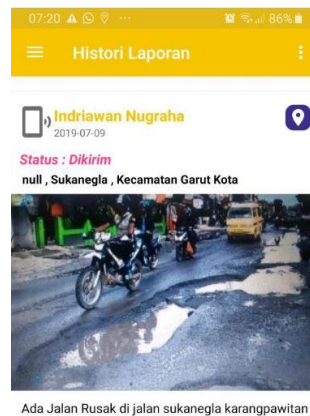 07:20
86%
Histori Laporan
Indriawan Nugraha
2019-07-09
Status : Dikirim
null , Sukanegla , Kecamatan Garut Kota
Ada Jalan Rusak di jalan sukanegla karangpawitan